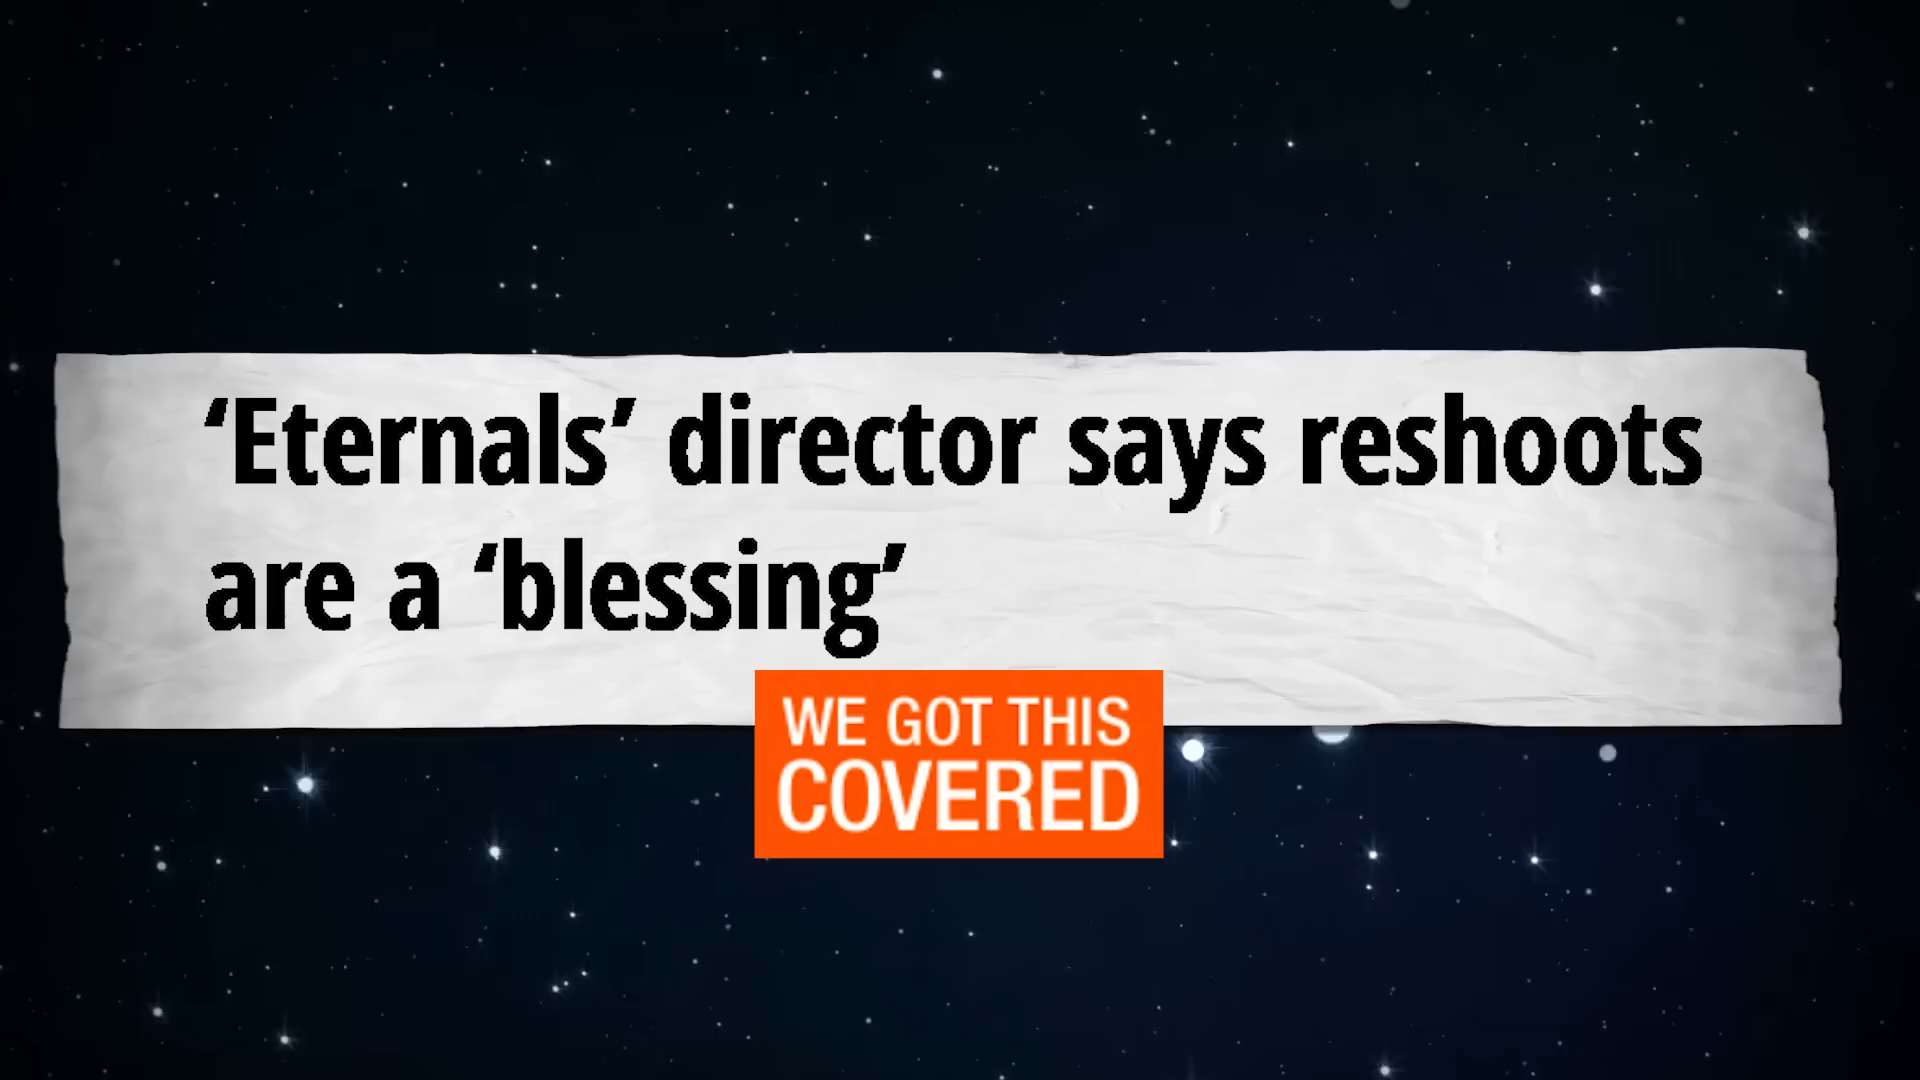 ‘Eternals’ director says reshoots
are a ‘blessing’
WE GOT THIS
COVERED